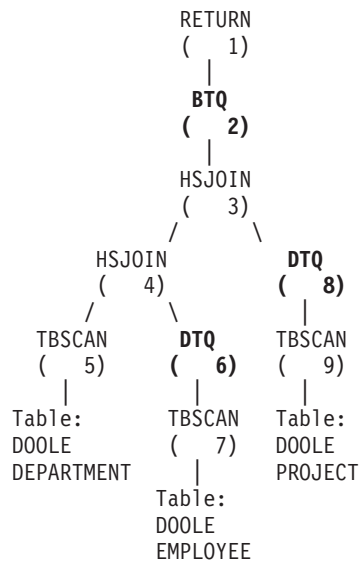 RETURN
( 1)
|
BTQ
( 2)
|
HSJOIN
( 3)
/ \
HSJOIN DTQ
( 4) ( 8)
/ \ |
TBSCAN DTQ TBSCAN
( 5) ( 6) ( 9)
| | |
Table: TBSCAN Table:
DOOLE ( 7) DOOLE
DEPARTMENT | PROJECT
Table:
DOOLE
EMPLOYEE